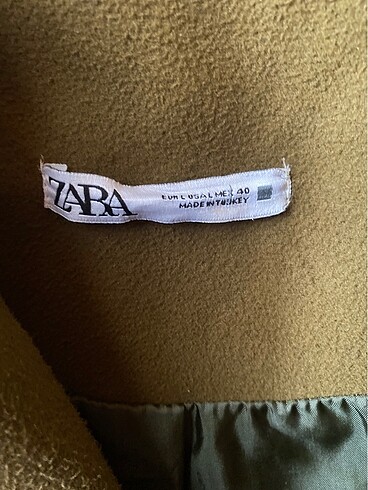 ZARA
EUR L USA L MEX 40
MADE IN TURKEY